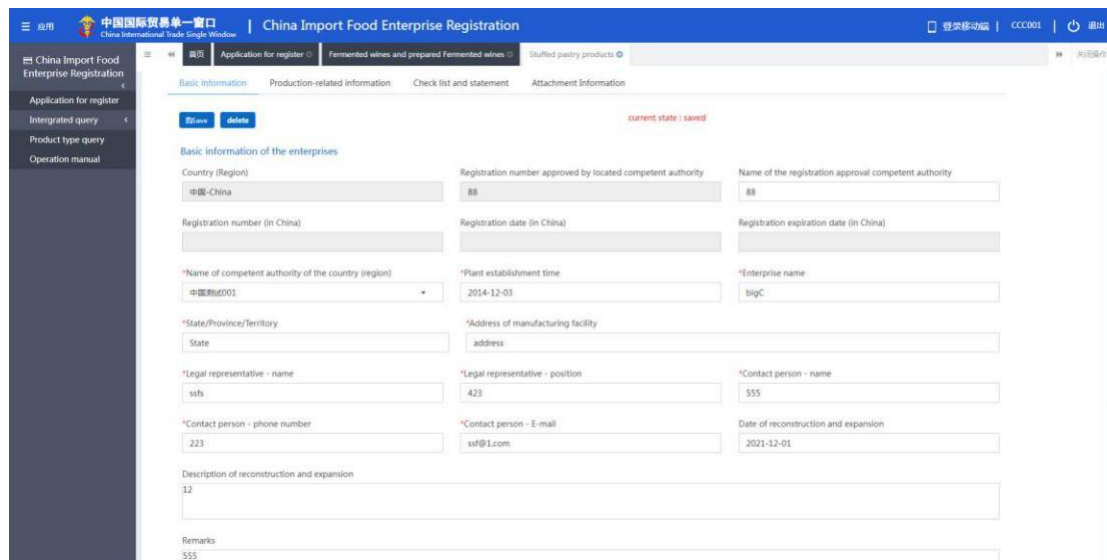 应用
中国国际贸易单一窗口 | China Import Food Enterprise Registration
China International Trade Single Window
登录移动端 | CCC001 | 退出
China Import Food
Enterprise Registration
Application for register
Intergrated query
Product type query
Operation manual
首页 Application for register Fermented wines and prepared Fermented wines Stuffed pastry products 关闭操作
Basic information Production-related information Check list and statement Attachment Information
Save delete current state : saved
Basic information of the enterprises
Country (Region) Registration number approved by located competent authority Name of the registration approval competent authority
中国-China 88 88
Registration number (in China) Registration date (in China) Registration expiration date (in China)
*Name of competent authority of the country (region) *Plant establishment time *Enterprise name
中国测试001 2014-12-03 bigC
*State/Province/Territory *Address of manufacturing facility
State address
*Legal representative - name *Legal representative - position *Contact person - name
ssfs 423 555
*Contact person - phone number *Contact person - E-mail Date of reconstruction and expansion
223 ssf@1.com 2021-12-01
Description of reconstruction and expansion
12
Remarks
555